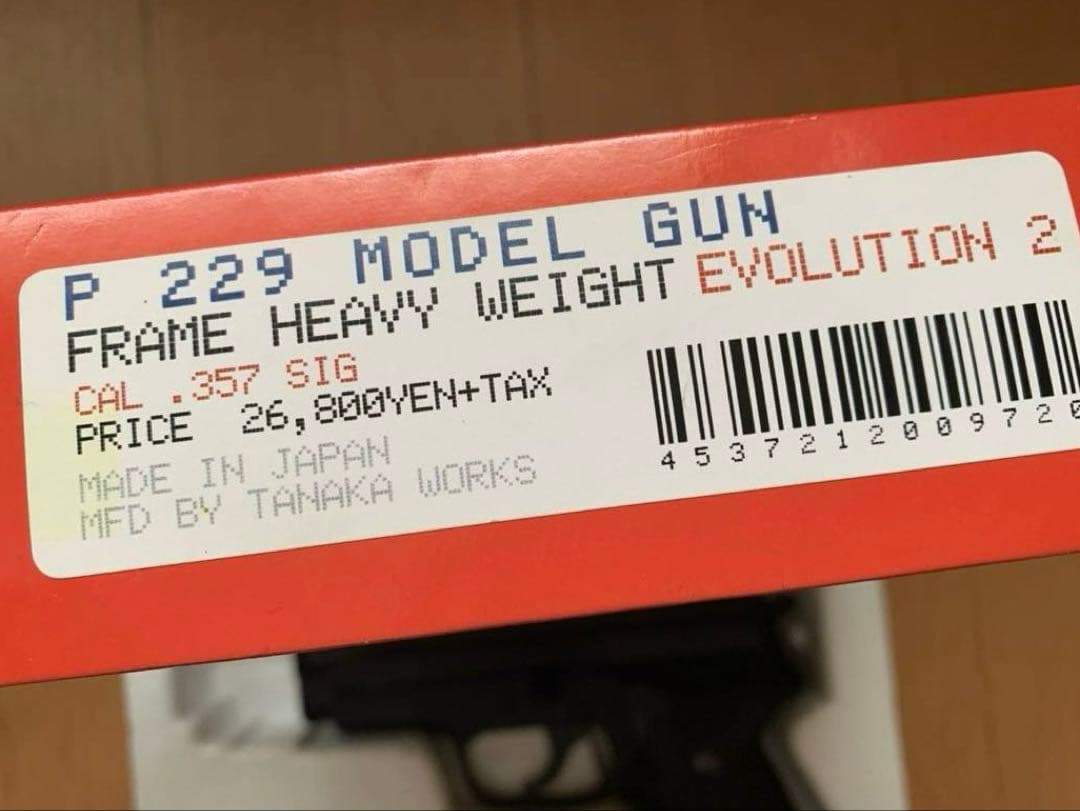 P 229 MODEL GUN
FRAME HEAVY WEIGHT EVOLUTION 2
CAL .357 SIG
PRICE 26,800YEN+TAX
MADE IN JAPAN
MFD BY TANAKA WORKS
4537212009720